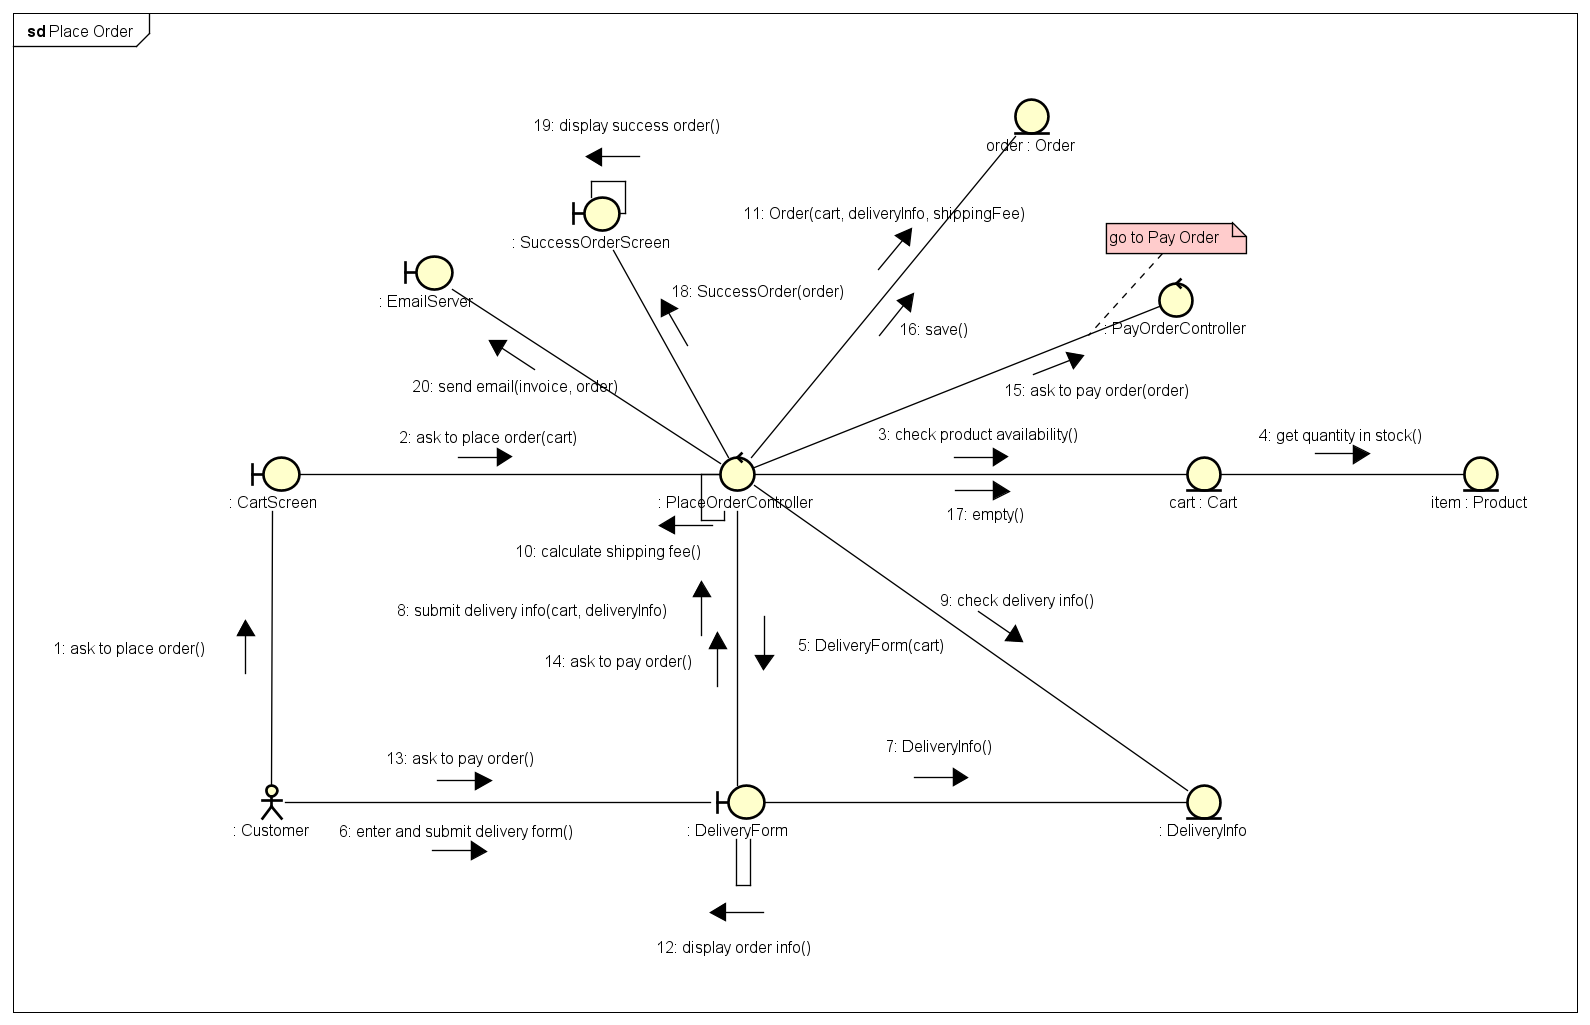 sd Place Order
19: display success order()
order : Order
11: Order(cart, deliveryInfo, shippingFee)
go to Pay Order
: SuccessOrderScreen
: EmailServer
18: SuccessOrder(order)
16: save()
: PayOrderController
20: send email(invoice, order)
15: ask to pay order(order)
2: ask to place order(cart)
3: check product availability()
4: get quantity in stock()
: CartScreen
: PlaceOrderController
cart : Cart
item : Product
17: empty()
10: calculate shipping fee()
8: submit delivery info(cart, deliveryInfo)
9: check delivery info()
1: ask to place order()
14: ask to pay order()
5: DeliveryForm(cart)
13: ask to pay order()
7: DeliveryInfo()
: Customer
6: enter and submit delivery form()
: DeliveryForm
: DeliveryInfo
12: display order info()